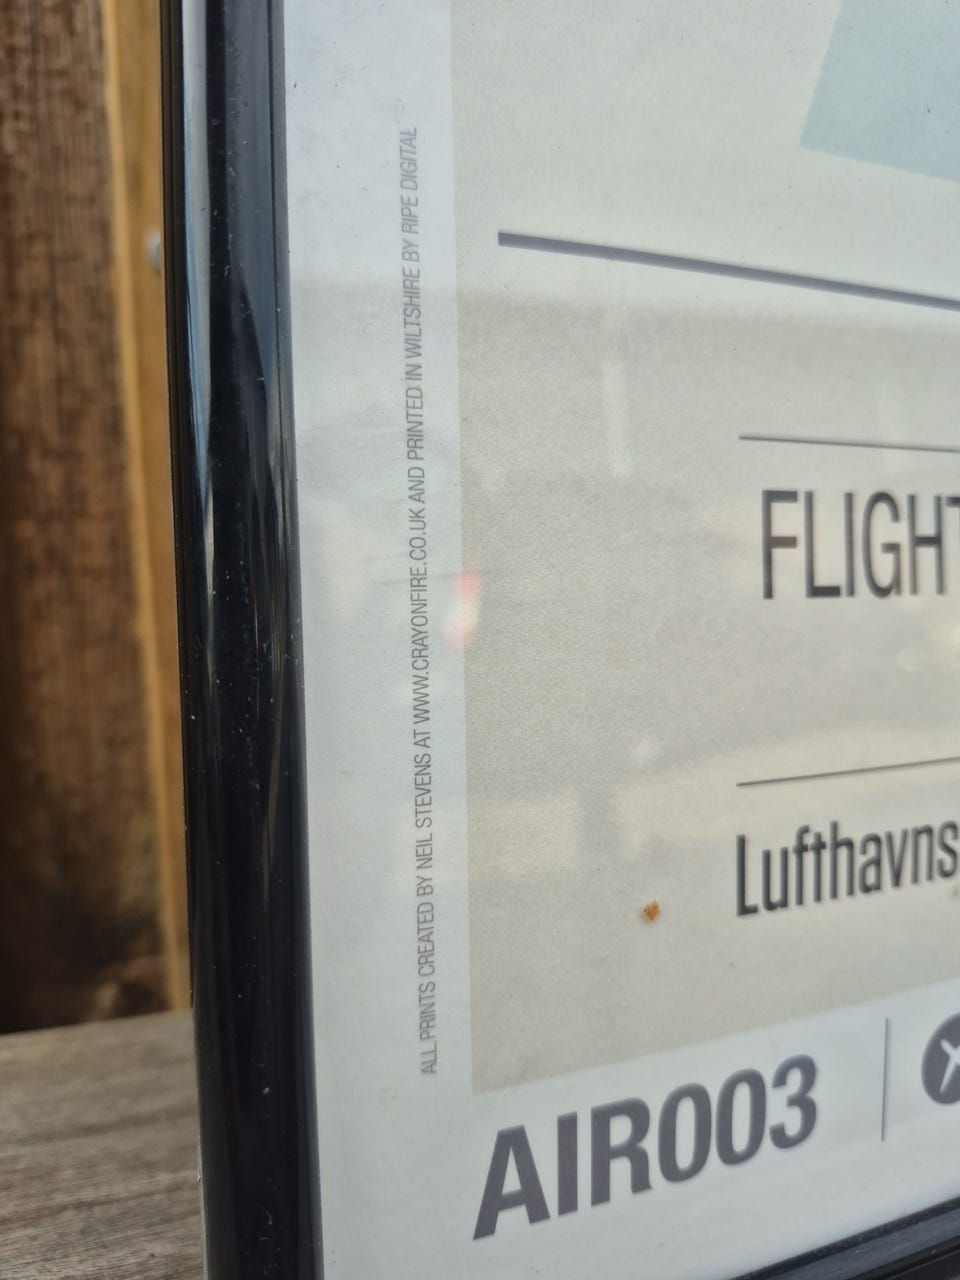 ALL PRINTS CREATED BY NEIL STEVENS AT WWW.CRAYONFIRE.CO.UK AND PRINTED IN WILTSHIRE BY RIPE DIGITAL
FLIGHT
Lufthavns
AIR003